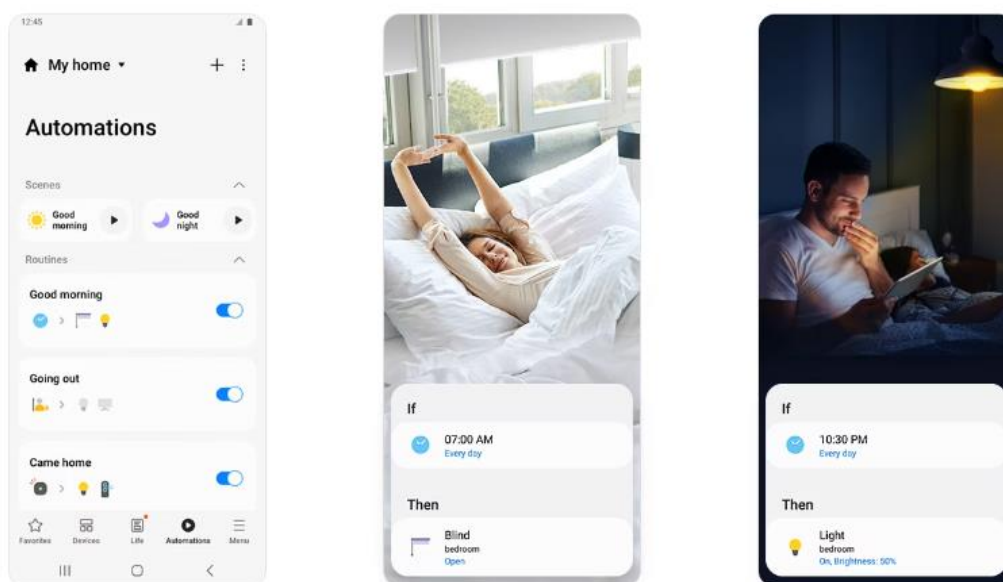 12:45
My home
Automations
Scenes
Good
morning
Good
night
Routines
Good morning
Going out
Came home
Favorites
Devices
Life
Automations
Menu
If
07:00 AM
Every day
Then
Blind
bedroom
Open
If
10:30 PM
Every day
Then
Light
bedroom
On, Brightness: 50%